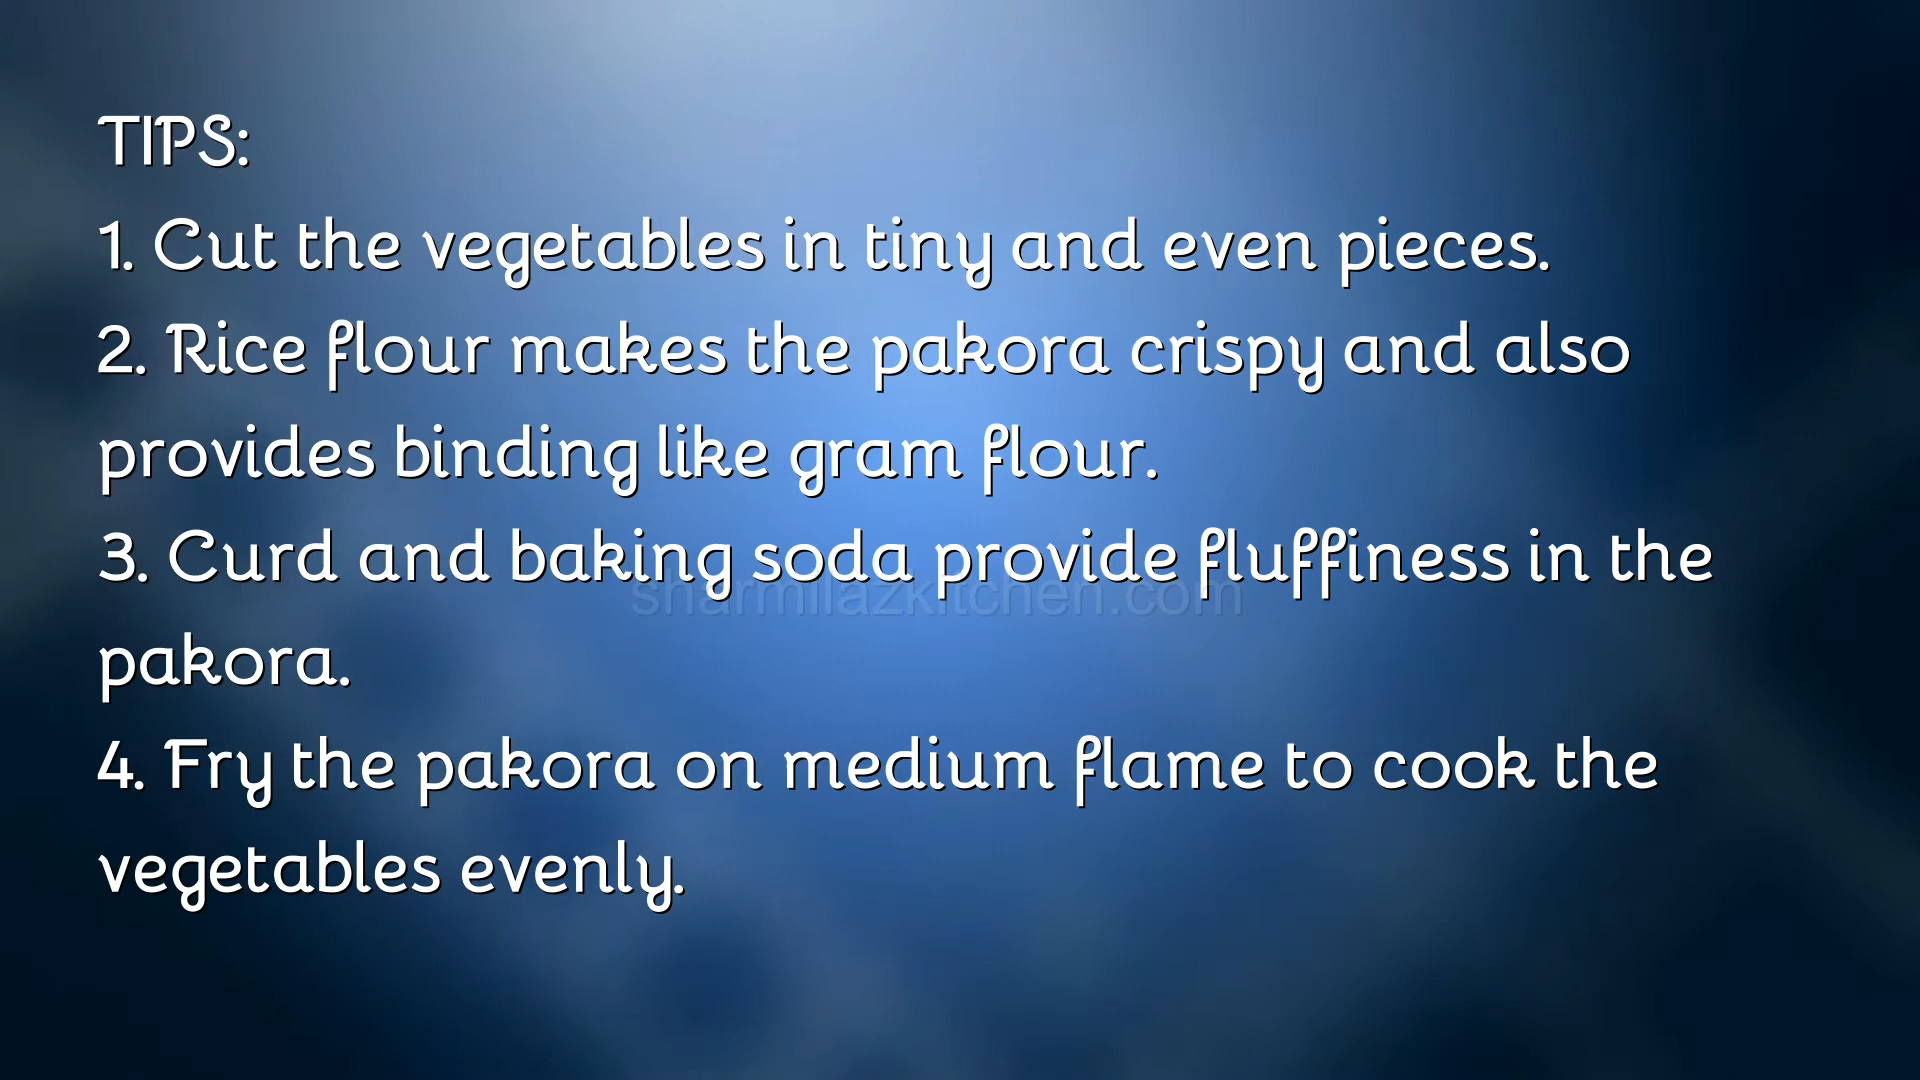 TIPS:
1. Cut the vegetables in tiny and even pieces.
2. Rice flour makes the pakora crispy and also
provides binding like gram flour.
3. Curd and baking soda provide fluffiness in the
sharmilazkitchen.com
pakora.
4. Fry the pakora on medium flame to cook the
vegetables evenly.